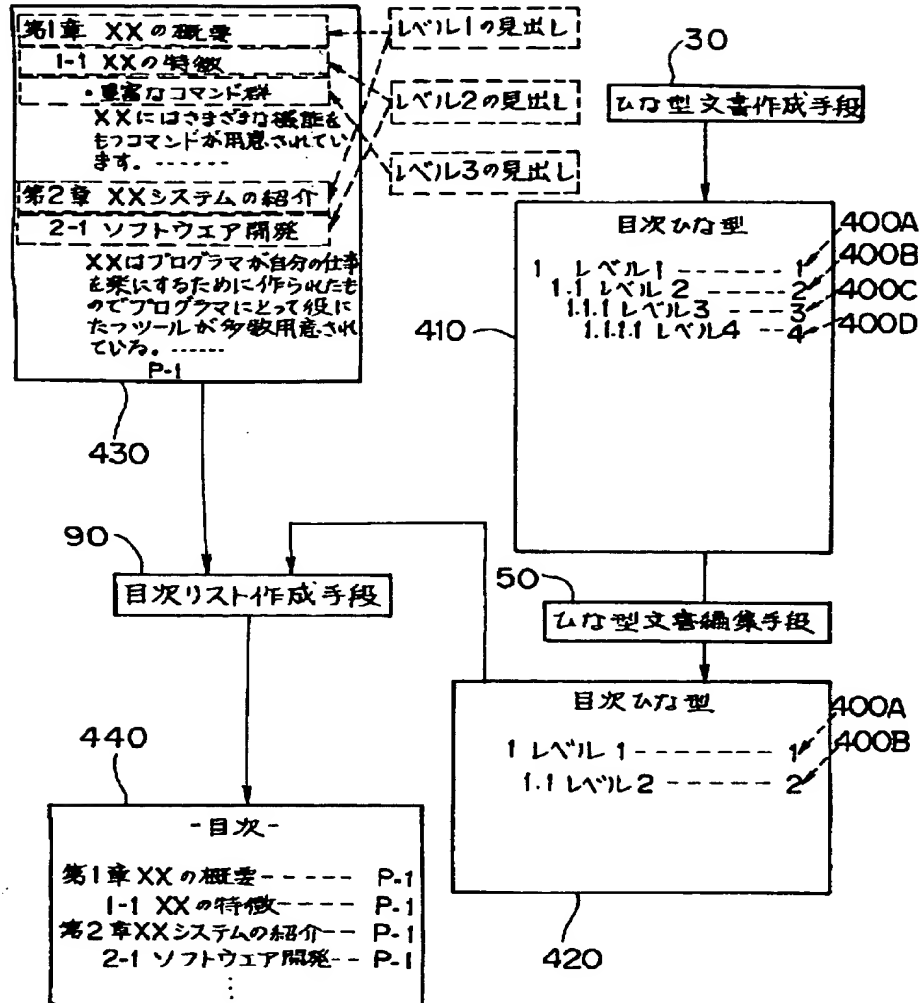 第1章 XXの概要
1-1 XXの特徴
・豊富なコマンド群
XXにはさまざまな機能を
もつコマンドが用意されてい
ます。------
第2章 XXシステムの紹介
2-1 ソフトウェア開発
XXはプログラマが自分の仕事
を楽にするために作られたも
のでプログラマにとって役に
たつツールが多数用意され
ている。------
P-1
430
レベル1の見出し
レベル2の見出し
レベル3の見出し
30
ひな型文書作成手段
目次ひな型
1 レベル1 ------ 1
1.1 レベル2 ----- 2
1.1.1 レベル3 ---- 3
1.1.1.1 レベル4 -- 4
400A
400B
400C
400D
410
50
ひな型文書編集手段
目次ひな型
1 レベル1 ------- 1
1.1 レベル2 ----- 2
400A
400B
420
90
目次リスト作成手段
440
-目次-
第1章XXの概要----- P-1
1-1 XXの特徴---- P-1
第2章XXシステムの紹介-- P-1
2-1 ソフトウェア開発-- P-1
⋮